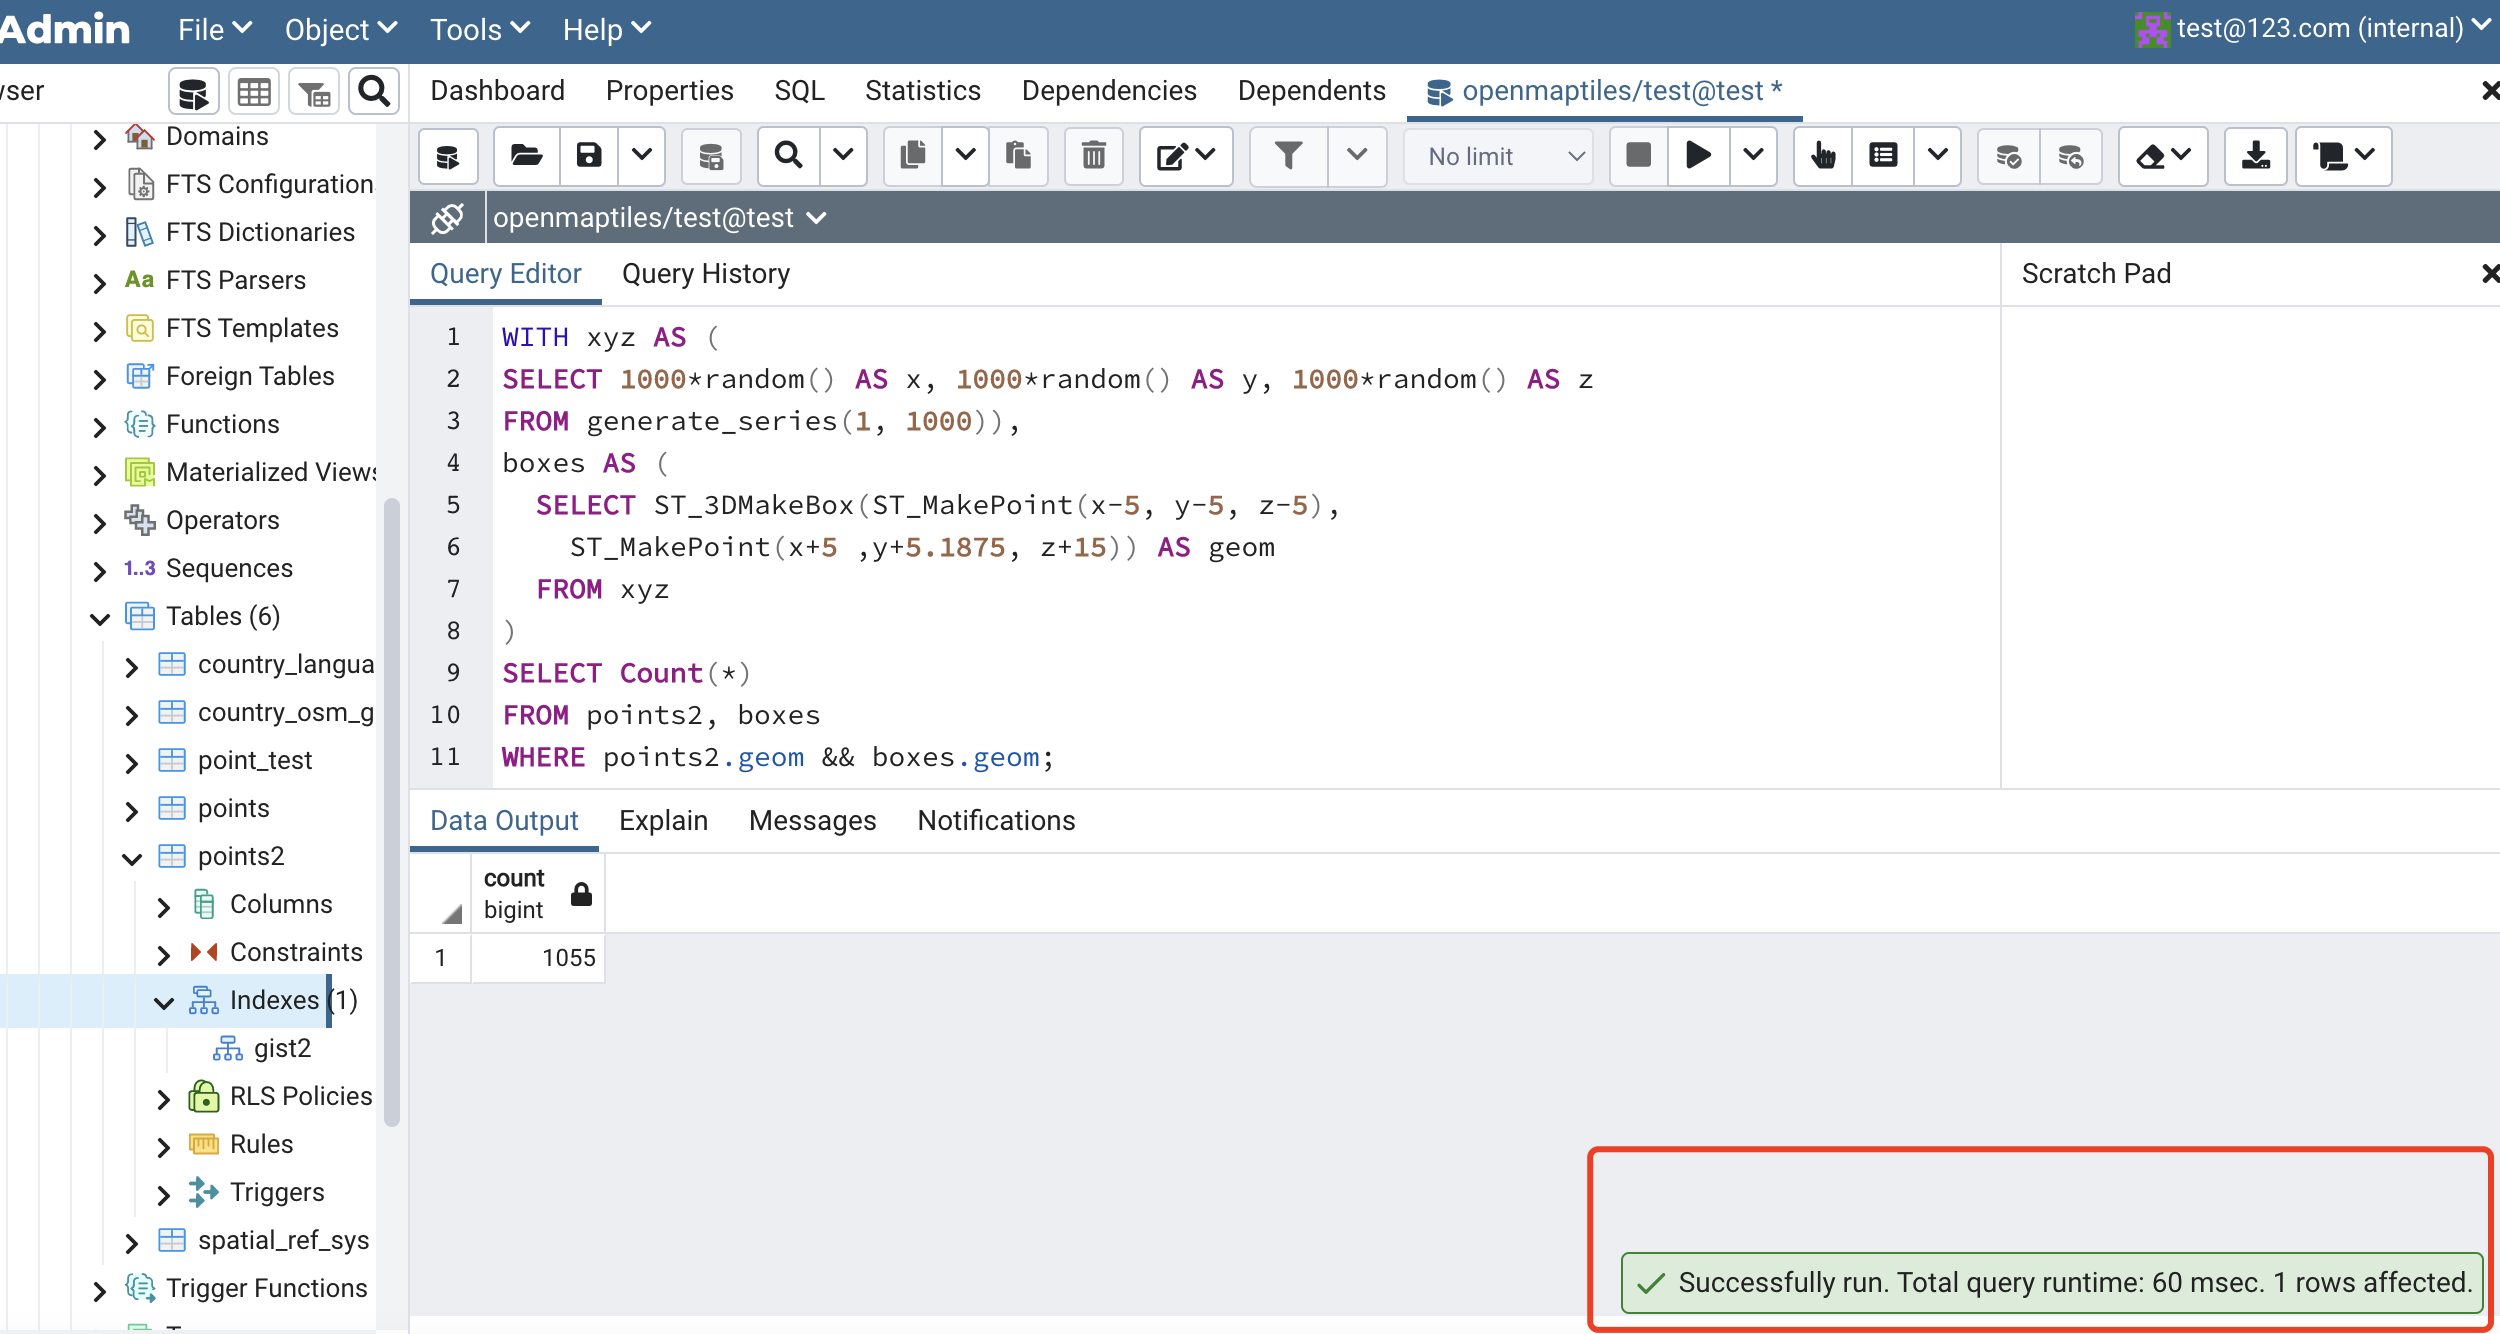 Admin File Object Tools Help test@123.com (internal)
Dashboard Properties SQL Statistics Dependencies Dependents openmaptiles/test@test *
Domains
FTS Configuration
FTS Dictionaries
Aa FTS Parsers
FTS Templates
Foreign Tables
Functions
Materialized Views
Operators
1..3 Sequences
Tables (6)
country_langua
country_osm_g
point_test
points
points2
Columns
Constraints
Indexes (1)
gist2
RLS Policies
Rules
Triggers
spatial_ref_sys
Trigger Functions
No limit
openmaptiles/test@test
Query Editor Query History Scratch Pad
1 WITH xyz AS (
2 SELECT 1000*random() AS x, 1000*random() AS y, 1000*random() AS z
3 FROM generate_series(1, 1000)),
4 boxes AS (
5 SELECT ST_3DMakeBox(ST_MakePoint(x-5, y-5, z-5),
6 ST_MakePoint(x+5 ,y+5.1875, z+15)) AS geom
7 FROM xyz
8 )
9 SELECT Count(*)
10 FROM points2, boxes
11 WHERE points2.geom && boxes.geom;
Data Output Explain Messages Notifications
count
bigint
1 1055
Successfully run. Total query runtime: 60 msec. 1 rows affected.